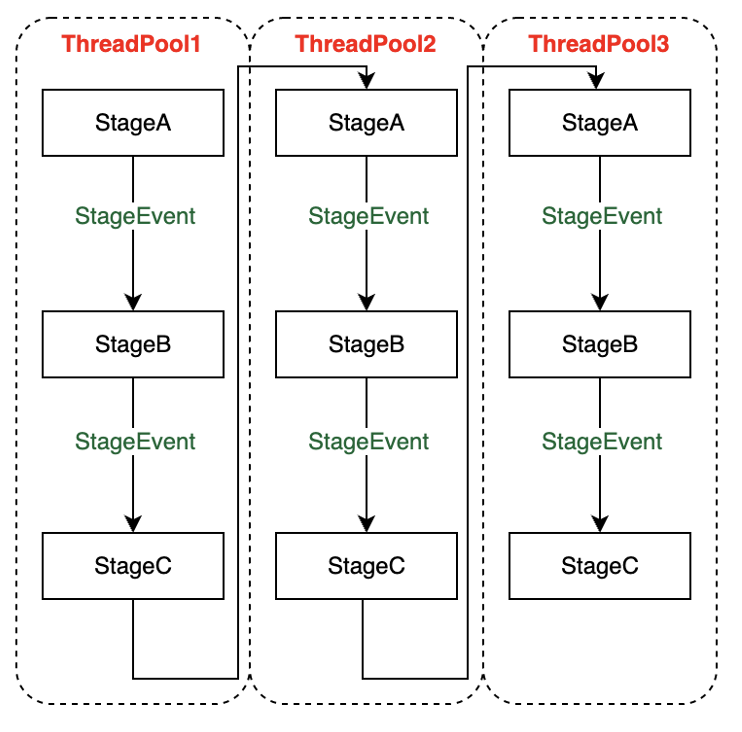 ThreadPool1
StageA
StageEvent
StageB
StageEvent
StageC
ThreadPool2
StageA
StageEvent
StageB
StageEvent
StageC
ThreadPool3
StageA
StageEvent
StageB
StageEvent
StageC